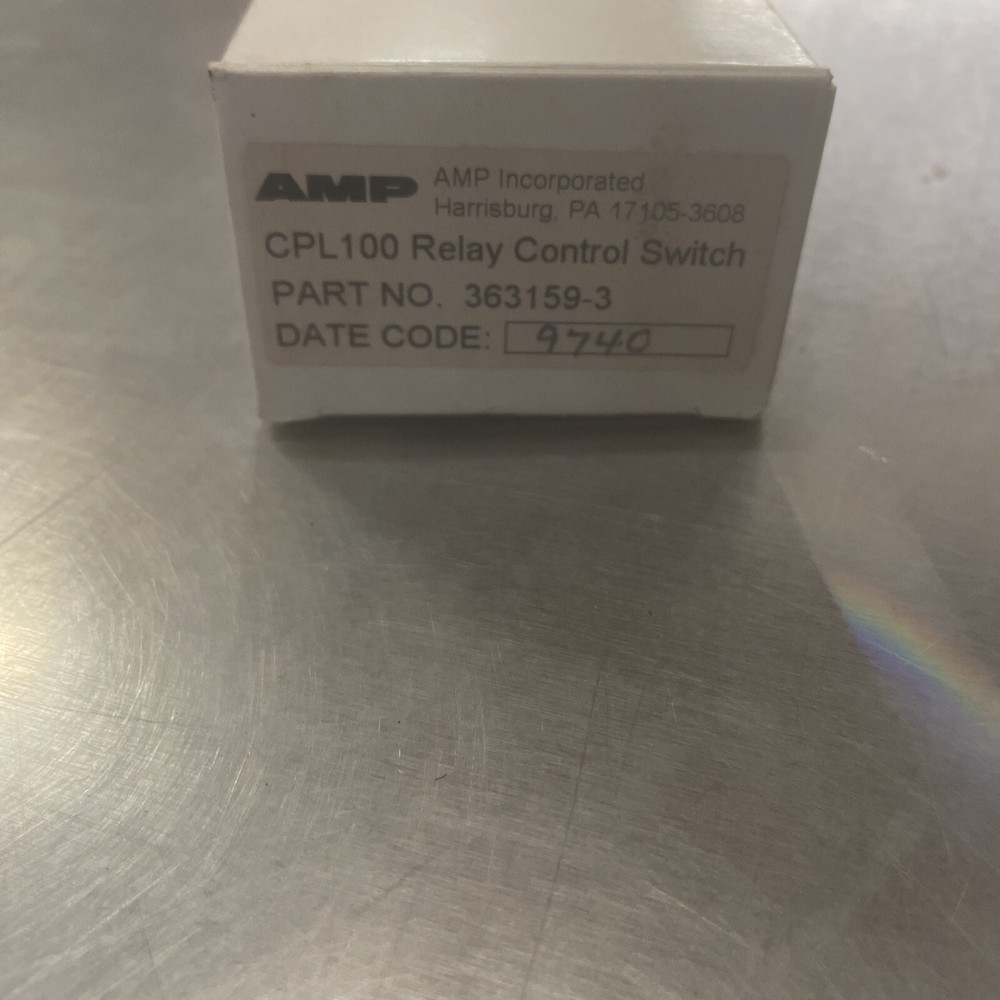 AMP AMP Incorporated
Harrisburg, PA 17105-3608
CPL100 Relay Control Switch
PART NO. 363159-3
DATE CODE: 9740